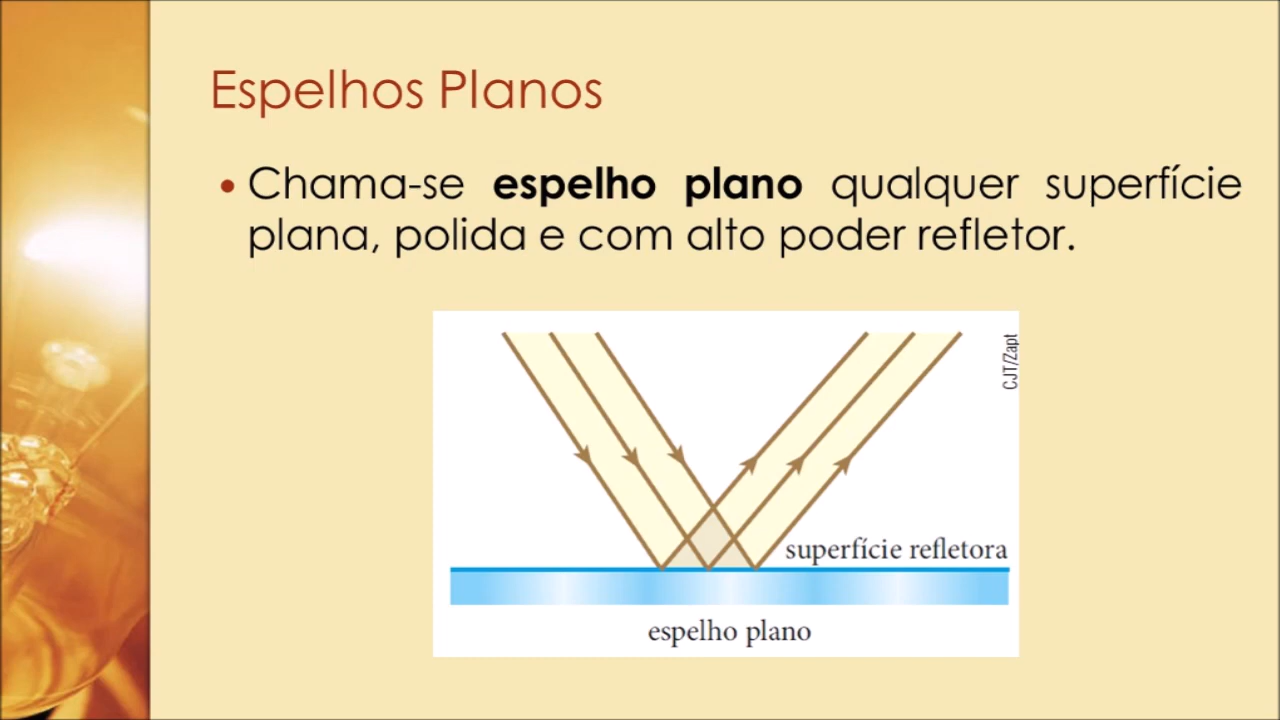 Espelhos Planos
• Chama-se espelho plano qualquer superfície
plana, polida e com alto poder refletor.
CJT/Zapt
superfície refletora
espelho plano